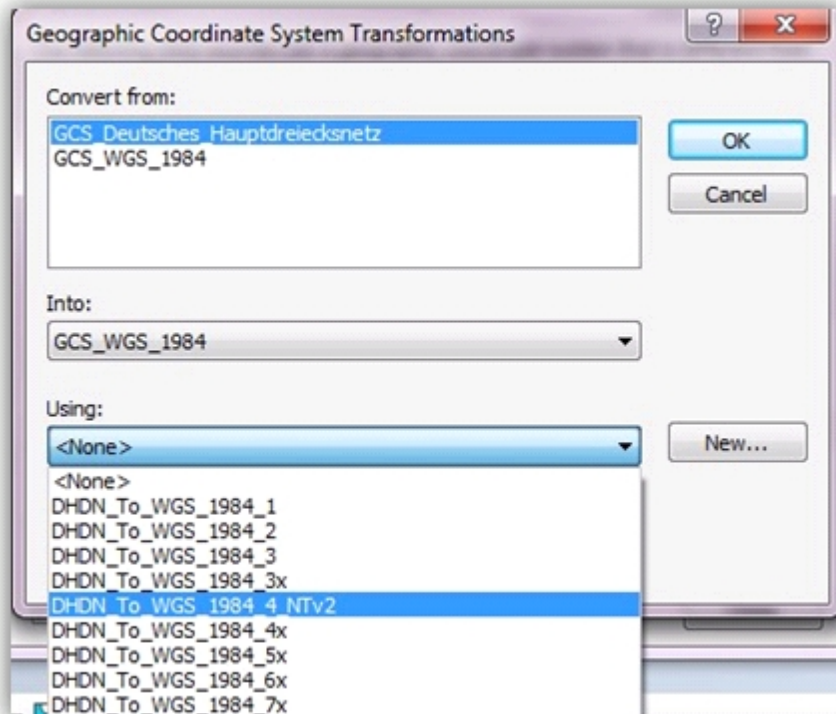 Geographic Coordinate System Transformations
?
Convert from:
GCS_Deutsches_Hauptdreiecksnetz
GCS_WGS_1984
OK
Cancel
Into:
GCS_WGS_1984
Using:
<None>
New...
<None>
DHDN_To_WGS_1984_1
DHDN_To_WGS_1984_2
DHDN_To_WGS_1984_3
DHDN_To_WGS_1984_3x
DHDN_To_WGS_1984_4_NTv2
DHDN_To_WGS_1984_4x
DHDN_To_WGS_1984_5x
DHDN_To_WGS_1984_6x
DHDN_To_WGS_1984_7x